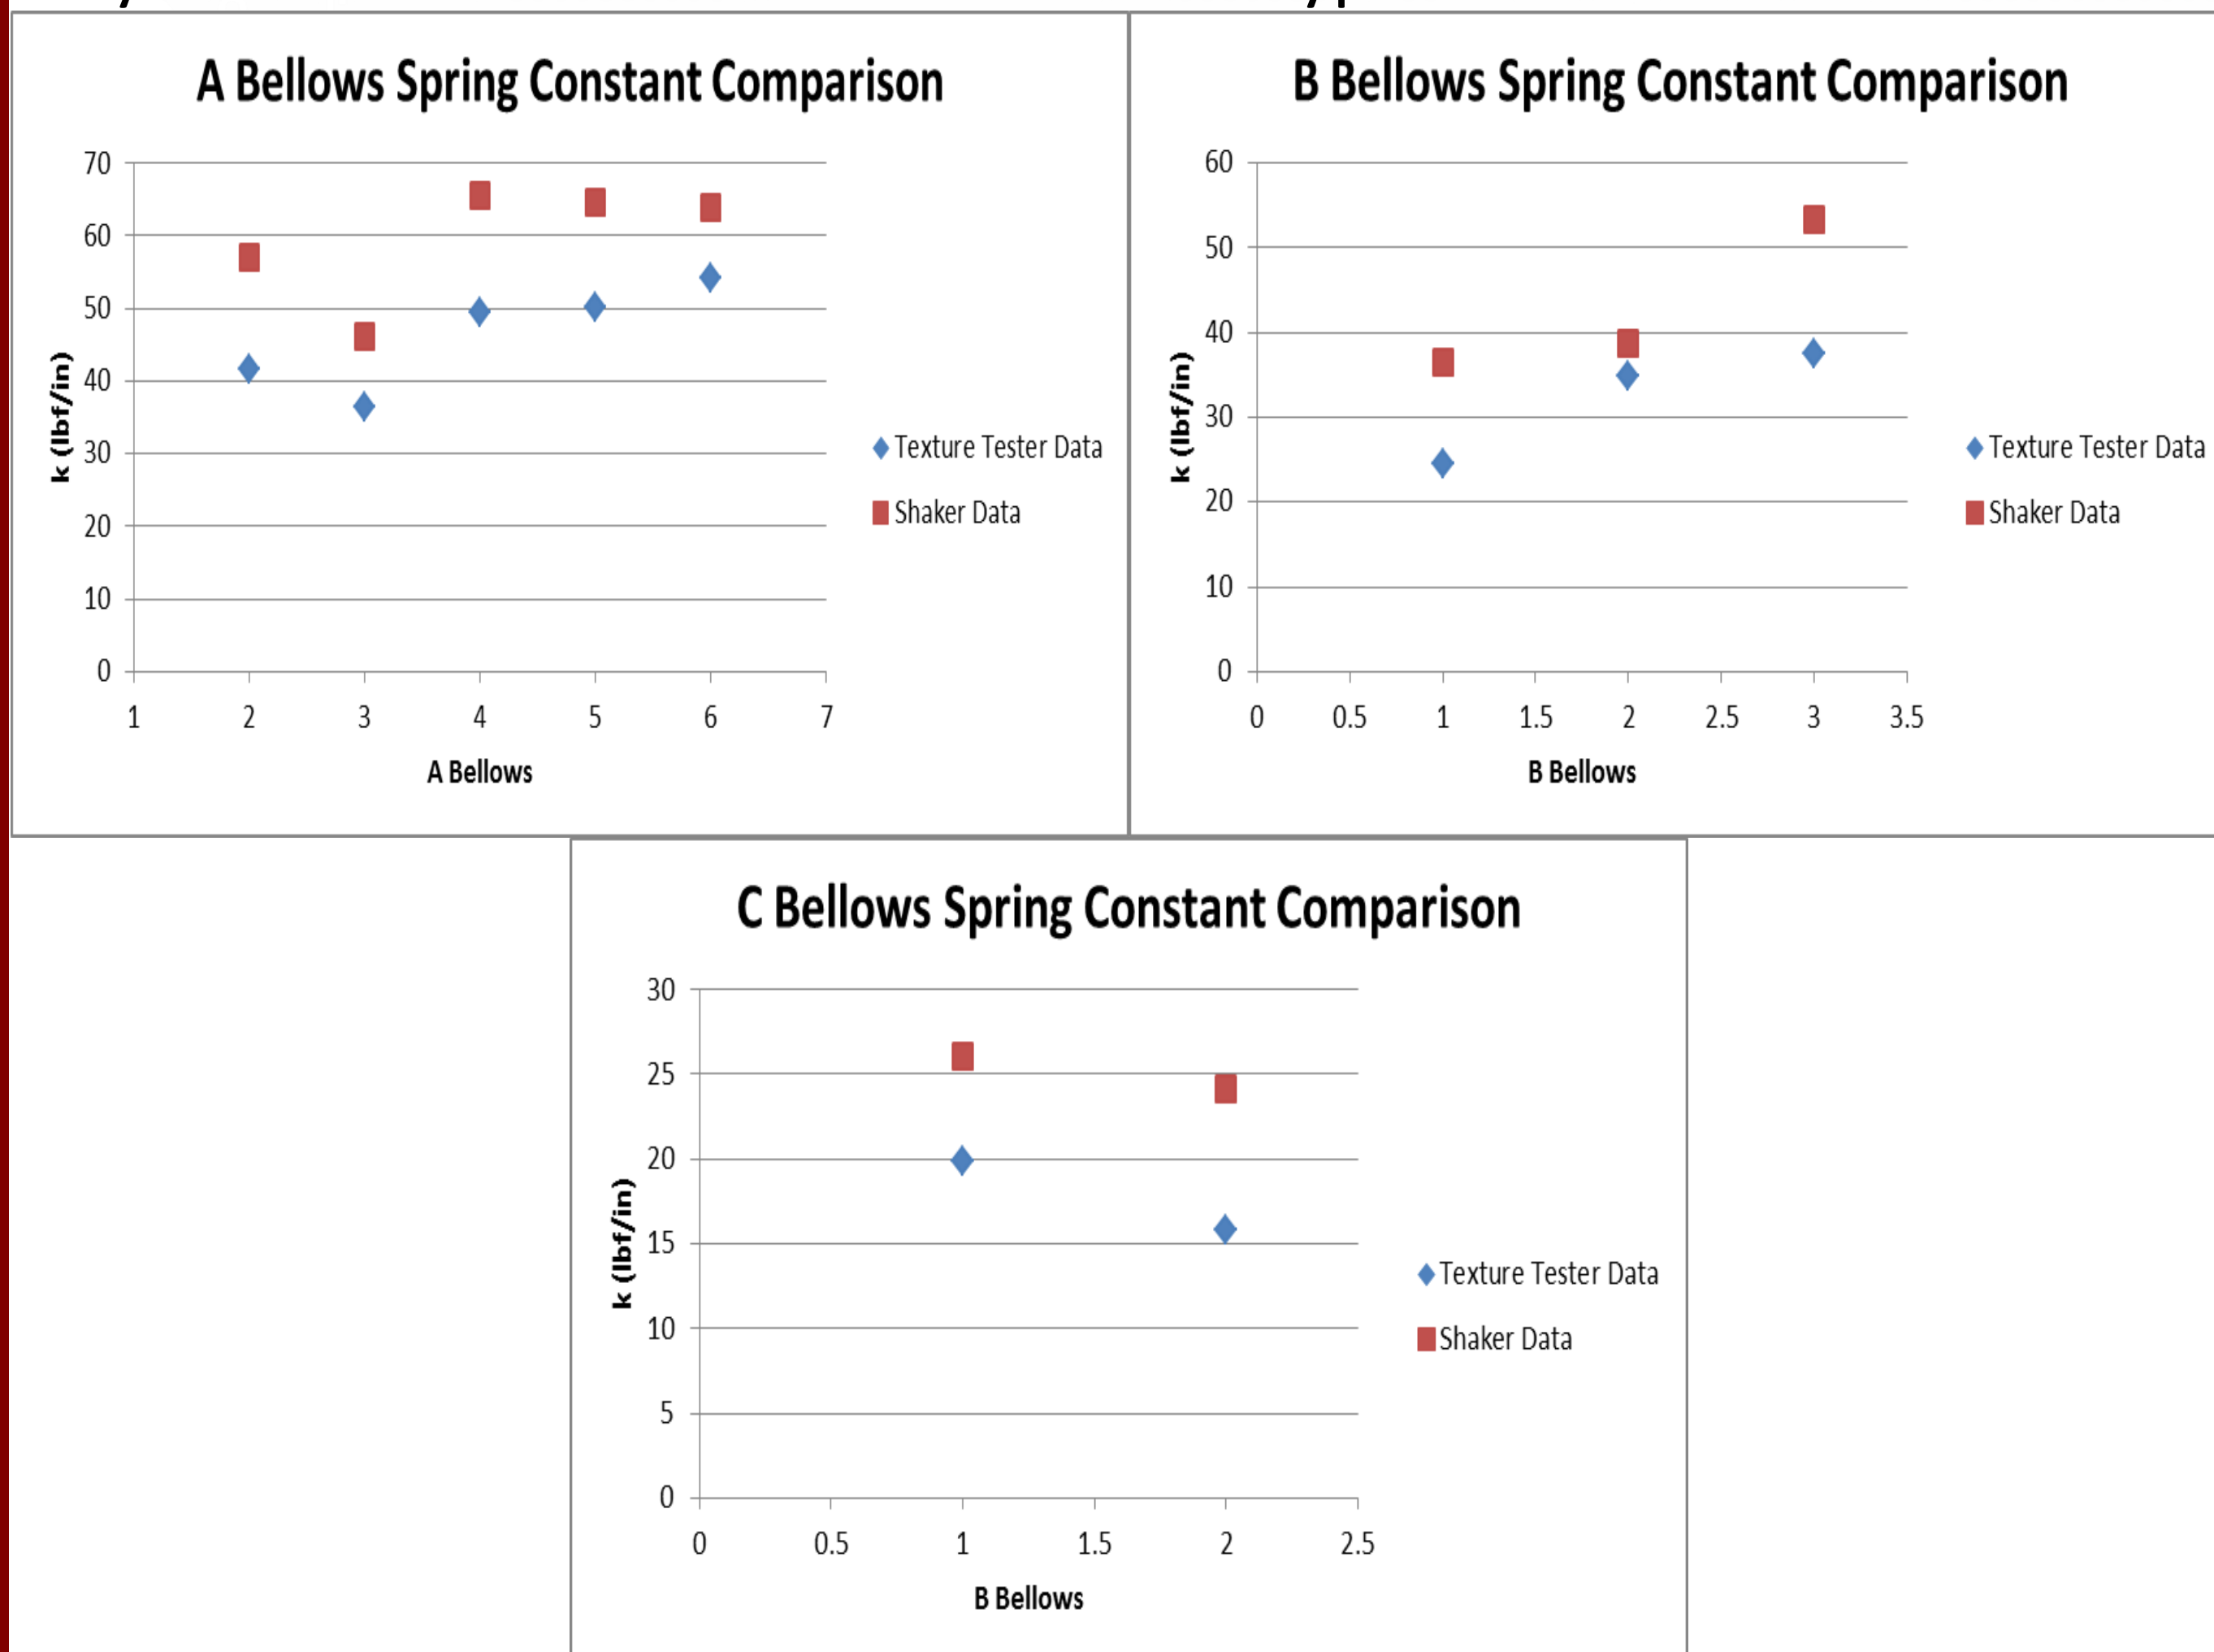 A Bellows Spring Constant Comparison
70
60
50
40
30
20
10
0
k (lbf/in)
1 2 3 4 5 6 7
A Bellows
Texture Tester Data
Shaker Data
B Bellows Spring Constant Comparison
60
50
40
30
20
10
0
k (lbf/in)
0 0.5 1 1.5 2 2.5 3 3.5
B Bellows
Texture Tester Data
Shaker Data
C Bellows Spring Constant Comparison
30
25
20
15
10
5
0
k (lbf/in)
0 0.5 1 1.5 2 2.5
B Bellows
Texture Tester Data
Shaker Data